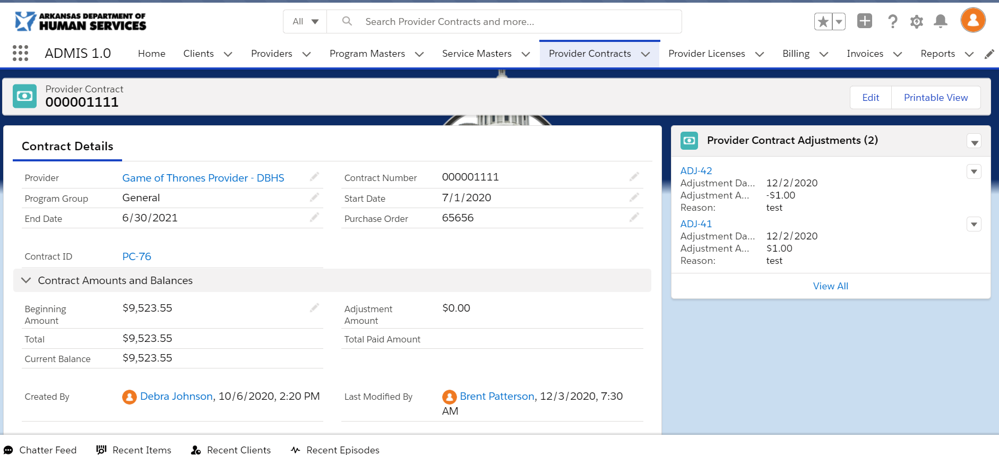 ARKANSAS DEPARTMENT OF
HUMAN SERVICES
All
Search Provider Contracts and more...
ADMIS 1.0
Home
Clients
Providers
Program Masters
Service Masters
Provider Contracts
Provider Licenses
Billing
Invoices
Reports
Provider Contract
000001111
Edit
Printable View
Contract Details
Provider
Game of Thrones Provider - DBHS
Contract Number
000001111
Program Group
General
Start Date
7/1/2020
End Date
6/30/2021
Purchase Order
65656
Contract ID
PC-76
Contract Amounts and Balances
Beginning
Amount
$9,523.55
Adjustment
Amount
$0.00
Total
$9,523.55
Total Paid Amount
Current Balance
$9,523.55
Created By
Debra Johnson, 10/6/2020, 2:20 PM
Last Modified By
Brent Patterson, 12/3/2020, 7:30
AM
Provider Contract Adjustments (2)
ADJ-42
Adjustment Da... 12/2/2020
Adjustment A... -$1.00
Reason: test
ADJ-41
Adjustment Da... 12/2/2020
Adjustment A... $1.00
Reason: test
View All
Chatter Feed
Recent Items
Recent Clients
Recent Episodes